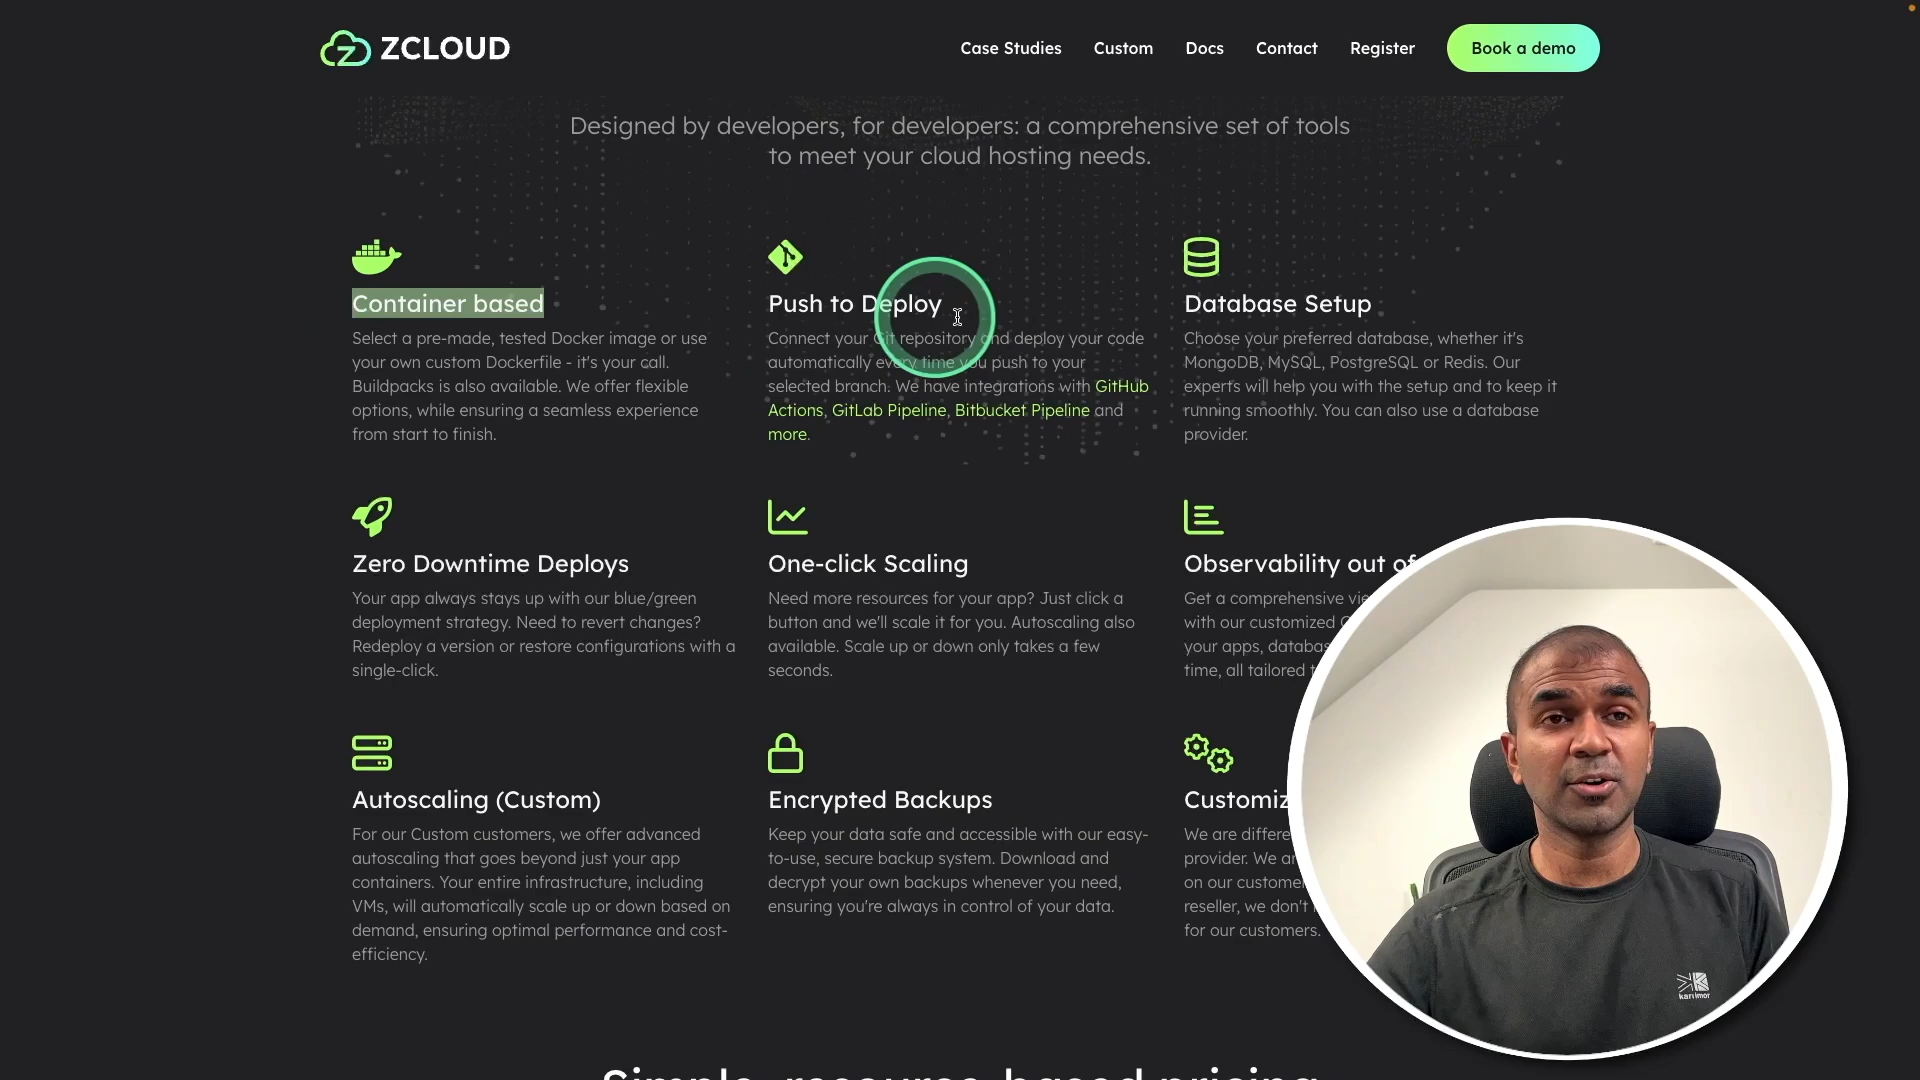 ZCLOUD
Case Studies
Custom
Docs
Contact
Register
Book a demo
Designed by developers, for developers: a comprehensive set of tools
to meet your cloud hosting needs.
Container based
Select a pre-made, tested Docker image or use
your own custom Dockerfile - it's your call.
Buildpacks is also available. We offer flexible
options, while ensuring a seamless experience
from start to finish.
Push to Deploy
Connect your Git repository and deploy your code
automatically every time you push to your
selected branch. We have integrations with GitHub
Actions, GitLab Pipeline, Bitbucket Pipeline and
more.
Database Setup
Choose your preferred database, whether it's
MongoDB, MySQL, PostgreSQL or Redis. Our
experts will help you with the setup and to keep it
running smoothly. You can also use a database
provider.
Zero Downtime Deploys
Your app always stays up with our blue/green
deployment strategy. Need to revert changes?
Redeploy a version or restore configurations with a
single-click.
One-click Scaling
Need more resources for your app? Just click a
button and we'll scale it for you. Autoscaling also
available. Scale up or down only takes a few
seconds.
Observability out of
Get a comprehensive
with our customized
your apps,
time, all tailored
Autoscaling (Custom)
For our Custom customers, we offer advanced
autoscaling that goes beyond just your app
containers. Your entire infrastructure, including
VMs, will automatically scale up or down based on
demand, ensuring optimal performance and cost-
efficiency.
Encrypted Backups
Keep your data safe and accessible with our easy-
to-use, secure backup system. Download and
decrypt your own backups whenever you need,
ensuring you're always in control of your data.
We are
provider. We
on our
reseller, we don't
for our customers.
karrimor
Simple, resource-based pricing